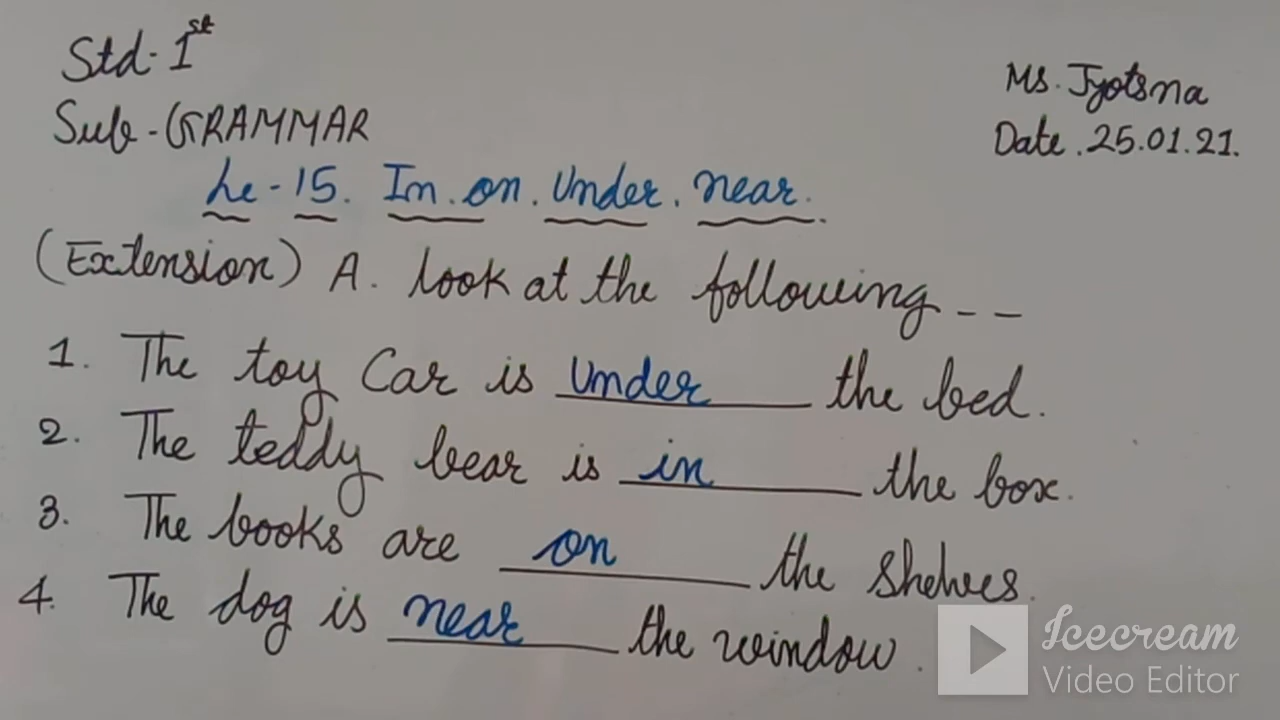 Std- 1st
Ms. Jyotsna
Sub - GRAMMAR
Date . 25.01.21.
Le - 15. In. on. Under. near.
(Extension) A. look at the following - -
1. The toy Car is under the bed.
2. The teddy bear is in the box.
3. The books are on the shelves.
4. The dog is near the window.
Icecream
Video Editor